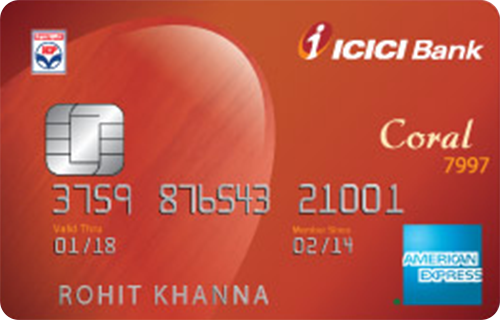 ICICI Bank
Coral
7997
3759 876543 21001
Valid Thru
Member Since
01/18
02/14
AMERICAN EXPRESS
ROHIT KHANNA